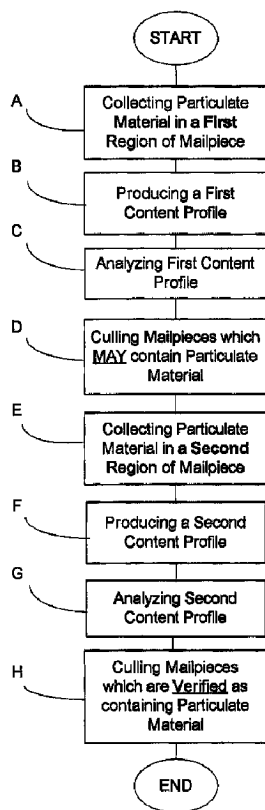 START
A
Collecting Particulate
Material in a First
Region of Mailpiece
B
Producing a First
Content Profile
C
Analyzing First Content
Profile
D
Culling Mailpieces which
MAY contain Particulate
Material
E
Collecting Particulate
Material in a Second
Region of Mailpiece
F
Producing a Second
Content Profile
G
Analyzing Second
Content Profile
H
Culling Mailpieces
which are Verified as
containing Particulate
Material
END